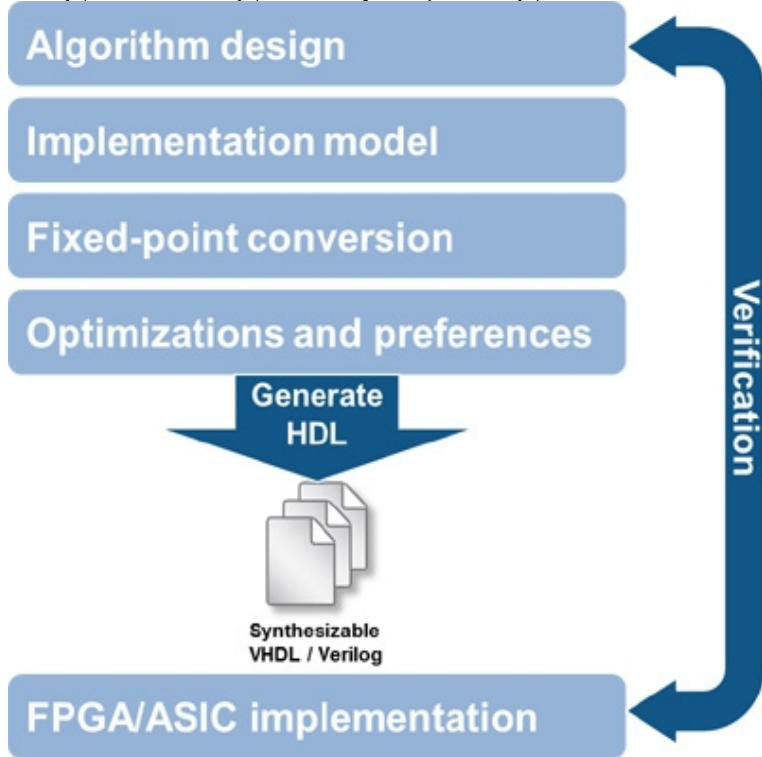 Algorithm design
Implementation model
Fixed-point conversion
Optimizations and preferences
Generate
HDL
Verification
Synthesizable
VHDL / Verilog
FPGA/ASIC implementation